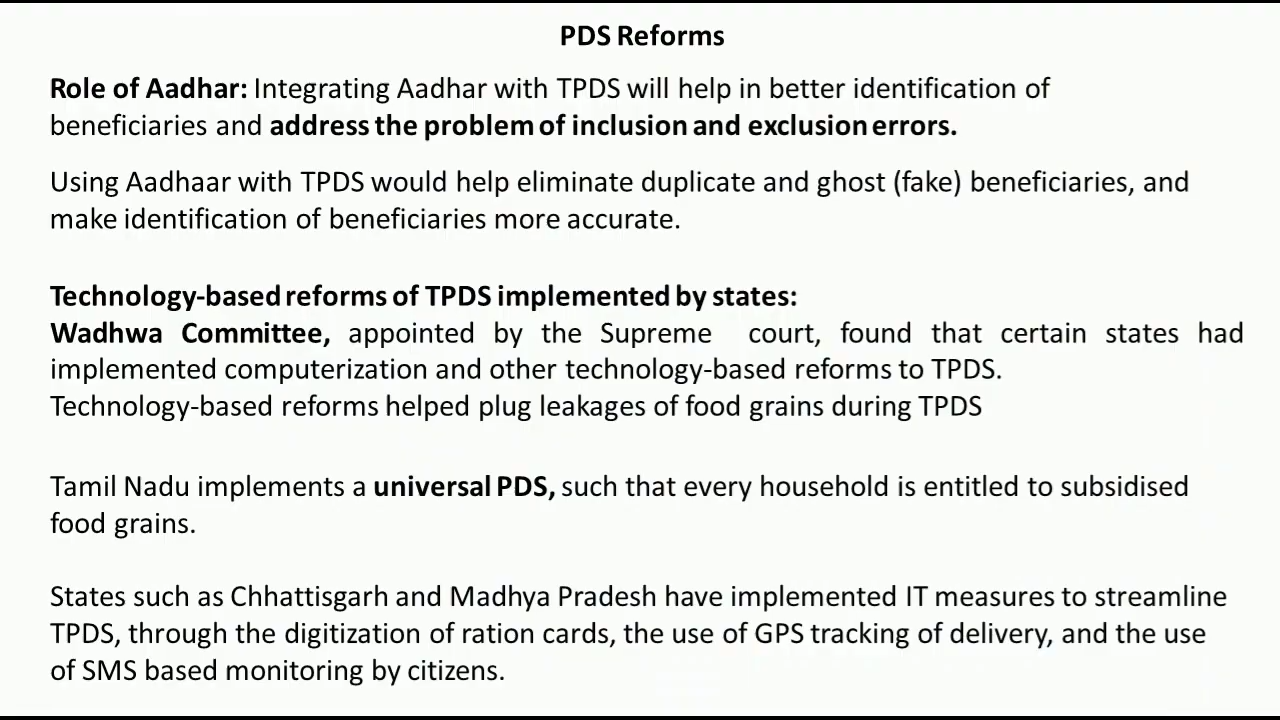 PDS Reforms
Role of Aadhar: Integrating Aadhar with TPDS will help in better identification of
beneficiaries and address the problem of inclusion and exclusion errors.
Using Aadhaar with TPDS would help eliminate duplicate and ghost (fake) beneficiaries, and
make identification of beneficiaries more accurate.
Technology-based reforms of TPDS implemented by states:
Wadhwa Committee, appointed by the Supreme court, found that certain states had
implemented computerization and other technology-based reforms to TPDS.
Technology-based reforms helped plug leakages of food grains during TPDS
Tamil Nadu implements a universal PDS, such that every household is entitled to subsidised
food grains.
States such as Chhattisgarh and Madhya Pradesh have implemented IT measures to streamline
TPDS, through the digitization of ration cards, the use of GPS tracking of delivery, and the use
of SMS based monitoring by citizens.